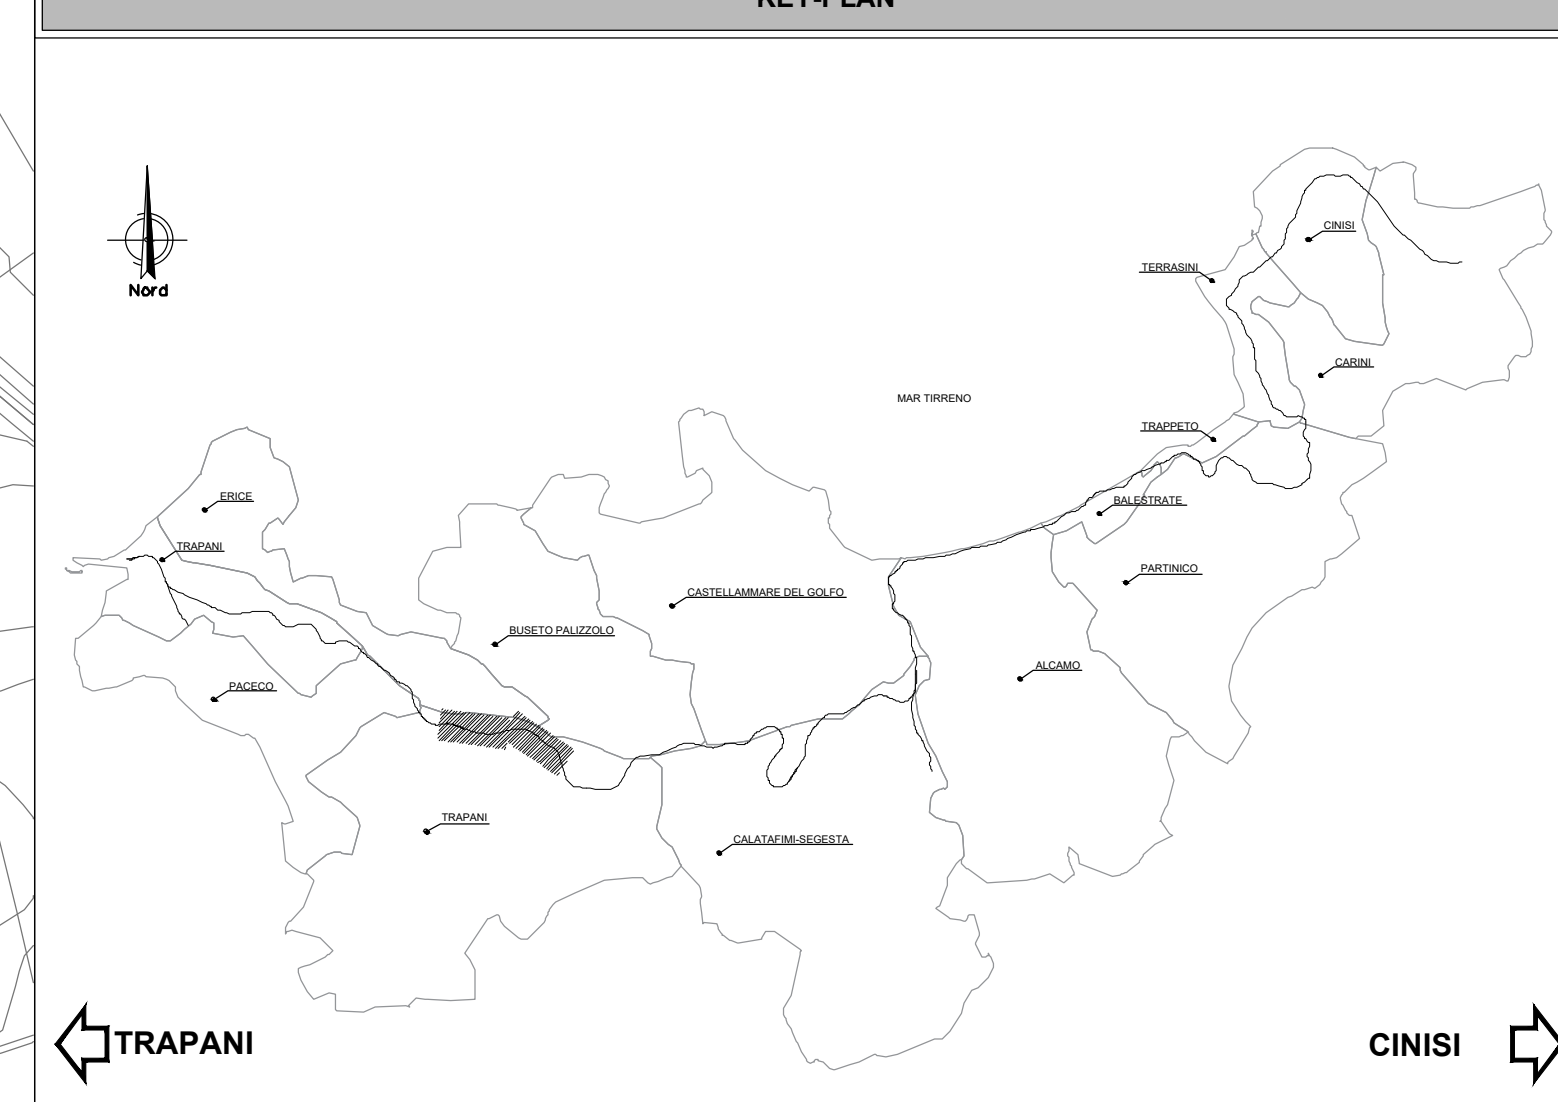 KEY-PLAN
Nord
CINISI
TERRASINI
CARINI
MAR TIRRENO
TRAPPETO
ERICE
BALESTRATE
TRAPANI
PARTINICO
CASTELLAMMARE DEL GOLFO
BUSETO PALIZZOLO
ALCAMO
PACECO
TRAPANI
CALATAFIMI-SEGESTA
TRAPANI
CINISI